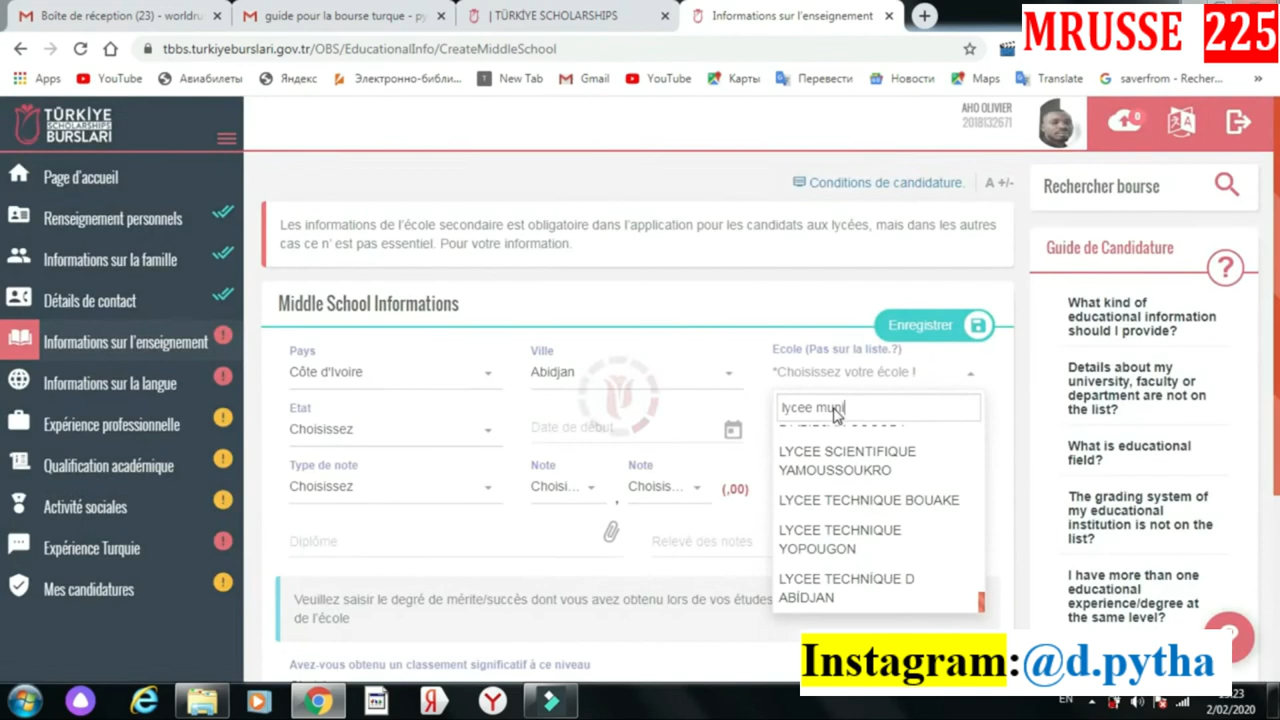 Boîte de réception (23) - worldru
guide pour la bourse turque - py
| TÜRKİYE SCHOLARSHIPS
Informations sur l'enseignement
MRUSSE 225
tbbs.turkiyeburslari.gov.tr/OBS/EducationalInfo/CreateMiddleSchool
Apps
YouTube
Авиабилеты
Яндекс
Электронно-библи...
New Tab
Gmail
YouTube
Карты
Перевести
Новости
Maps
Translate
saverfrom - Recher...
»
TÜRKİYE
SCHOLARSHIPS
BURSLARI
AHO OLIVIER
2018132671
0
Page d'accueil
Renseignement personnels
Informations sur la famille
Détails de contact
Informations sur l'enseignement
Informations sur la langue
Expérience professionnelle
Qualification académique
Activité sociales
Expérience Turquie
Mes candidatures
Conditions de candidature.
A +/-
Les informations de l'école secondaire est obligatoire dans l'application pour les candidats aux lycées, mais dans les autres
cas ce n' est pas essentiel. Pour votre information.
Middle School Informations
Enregistrer
Pays
Ville
Ecole (Pas sur la liste.?)
Côte d'Ivoire
Abidjan
*Choisissez votre école !
lycee muni
Etat
Choisissez
Date de début
LYCEE SCIENTIFIQUE
YAMOUSSOUKRO
LYCEE TECHNIQUE BOUAKE
LYCEE TECHNIQUE
YOPOUGON
LYCEE TECHNİQUE D
ABİDJAN
Type de note
Note
Note
Choisissez
Choisi...
,
Choisis...
(,00)
Diplôme
Relevé des notes
Veuillez saisir le degré de mérite/succès dont vous avez obtenu lors de vos études
de l'école
Avez-vous obtenu un classement significatif à ce niveau
Rechercher bourse
Guide de Candidature
?
What kind of
educational information
should I provide?
Details about my
university, faculty or
department are not on
the list?
What is educational
field?
The grading system of
my educational
institution is not on the
list?
I have more than one
educational
experience/degree at
the same level?
?
Instagram:@d.pytha
EN
2/02/2020